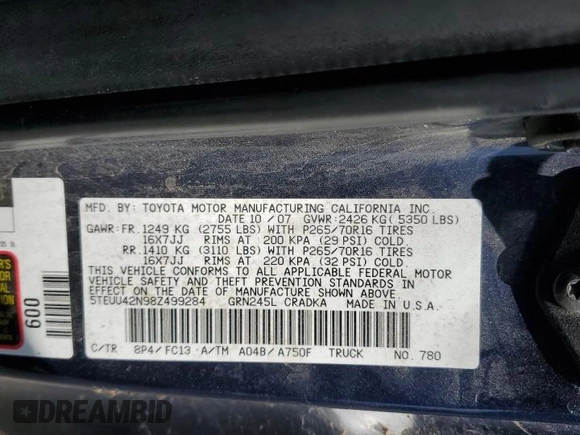 MFD. BY: TOYOTA MOTOR MANUFACTURING CALIFORNIA INC.
DATE 10 / 07 GVWR: 2426 KG ( 5350 LBS)
GAWR: FR. 1249 KG (2755 LBS) WITH P265/70R16 TIRES
16X7JJ RIMS AT 200 KPA (29 PSI) COLD.
RR. 1410 KG (3110 LBS) WITH P265/70R16 TIRES
16X7JJ RIMS AT 220 KPA (32 PSI) COLD.
THIS VEHICLE CONFORMS TO ALL APPLICABLE FEDERAL MOTOR
VEHICLE SAFETY AND THEFT PREVENTION STANDARDS IN
EFFECT ON THE DATE OF MANUFACTURE SHOWN ABOVE.
5TEUU42N98Z499284 GRN245L CRADKA MADE IN U.S.A.
C/TR 8P4 / FC13 - A/TM A04B / A750F TRUCK NO. 780
600
DREAMBID